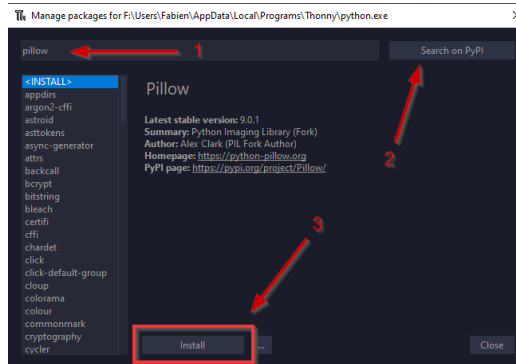 Manage packages for F:\Users\Fabien\AppData\Local\Programs\Thonny\python.exe
pillow
1
Search on PyPI
2
<INSTALL>
appdirs
argon2-cffi
astroid
asttokens
async-generator
attrs
backcall
bcrypt
bitstring
bleach
certifi
cffi
chardet
click
click-default-group
cloup
colorama
colour
commonmark
cryptography
cycler
Pillow
Latest stable version: 9.0.1
Summary: Python Imaging Library (Fork)
Author: Alex Clark (PIL Fork Author)
Homepage: https://python-pillow.org
PyPI page: https://pypi.org/project/Pillow/
3
Install
...
Close